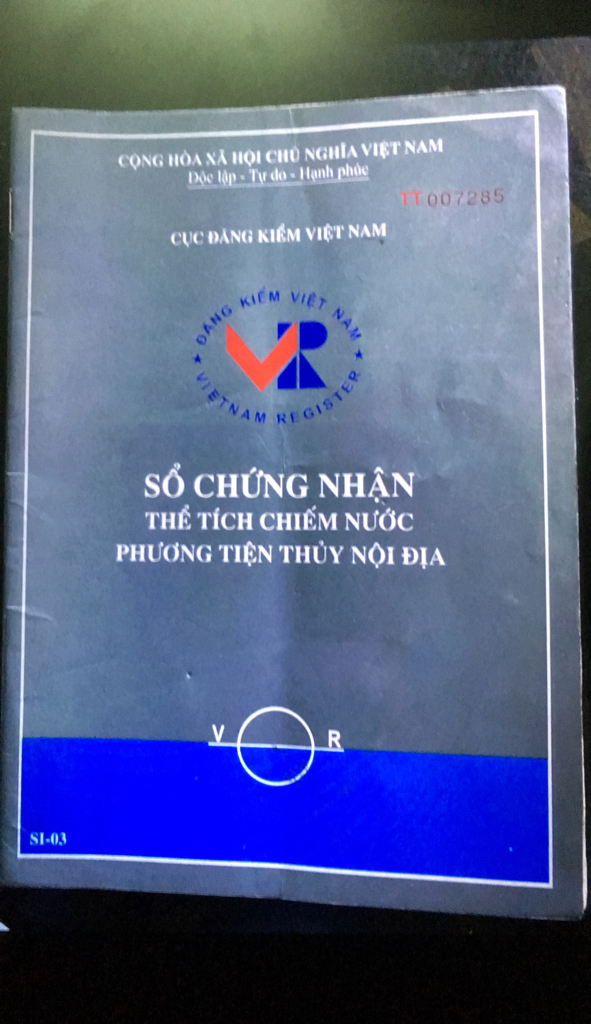 CỘNG HÒA XÃ HỘI CHỦ NGHĨA VIỆT NAM
Độc lập - Tự do - Hạnh phúc
TT 007285
CỤC ĐĂNG KIỂM VIỆT NAM
ĐĂNG KIỂM VIỆT NAM
VR
★ VIETNAM REGISTER ★
SỔ CHỨNG NHẬN
THỂ TÍCH CHIẾM NƯỚC
PHƯƠNG TIỆN THỦY NỘI ĐỊA
V R
SI-03